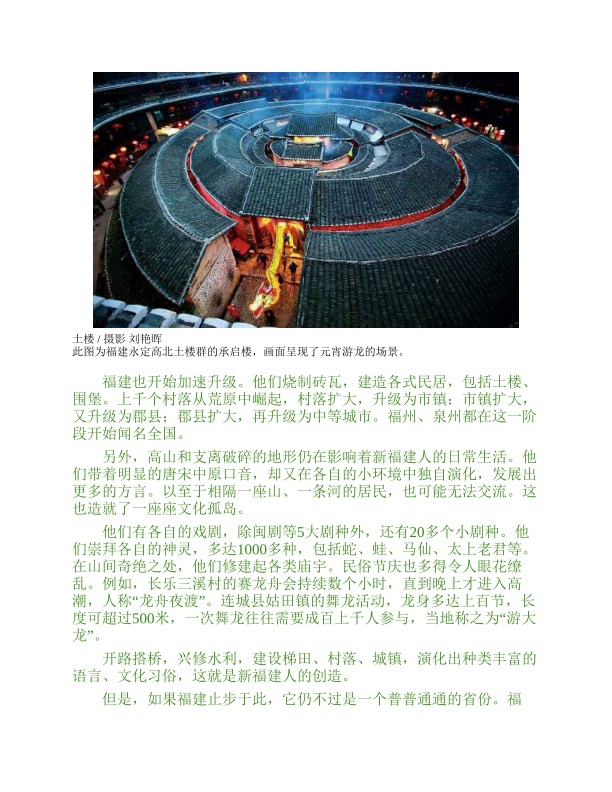 土楼 / 摄影 刘艳晖
此图为福建永定高北土楼群的承启楼，画面呈现了元宵游龙的场景。
福建也开始加速升级。他们烧制砖瓦，建造各式民居，包括土楼、
围堡。上千个村落从荒原中崛起，村落扩大，升级为市镇；市镇扩大，
又升级为郡县；郡县扩大，再升级为中等城市。福州、泉州都在这一阶
段开始闻名全国。
另外，高山和支离破碎的地形仍在影响着新福建人的日常生活。他
们带着明显的唐宋中原口音，却又在各自的小环境中独自演化，发展出
更多的方言。以至于相隔一座山、一条河的居民，也可能无法交流。这
也造就了一座座文化孤岛。
他们有各自的戏剧，除闽剧等5大剧种外，还有20多个小剧种。他
们崇拜各自的神灵，多达1000多种，包括蛇、蛙、马仙、太上老君等。
在山间奇绝之处，他们修建起各类庙宇。民俗节庆也多得令人眼花缭
乱。例如，长乐三溪村的赛龙舟会持续数个小时，直到晚上才进入高
潮，人称“龙舟夜渡”。连城县姑田镇的舞龙活动，龙身多达上百节，长
度可超过500米，一次舞龙往往需要成百上千人参与，当地称之为“游大
龙”。
开路搭桥，兴修水利，建设梯田、村落、城镇，演化出种类丰富的
语言、文化习俗，这就是新福建人的创造。
但是，如果福建止步于此，它仍不过是一个普普通通的省份。福